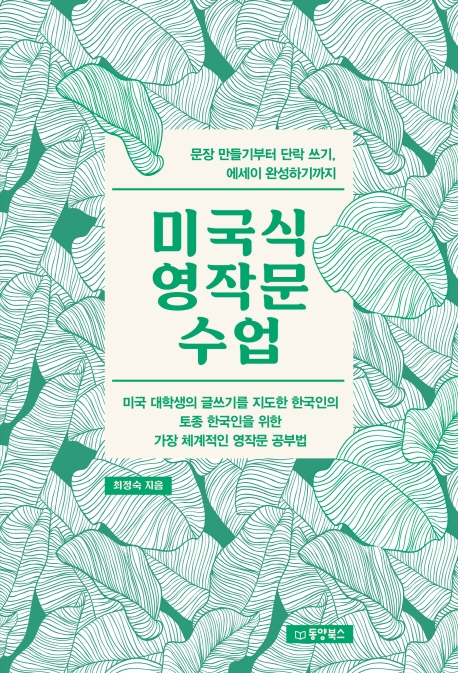 문장 만들기부터 단락 쓰기,
에세이 완성하기까지
미국식
영작문
수업
미국 대학생의 글쓰기를 지도한 한국인의
토종 한국인을 위한
가장 체계적인 영작문 공부법
최정숙 지음
동양북스